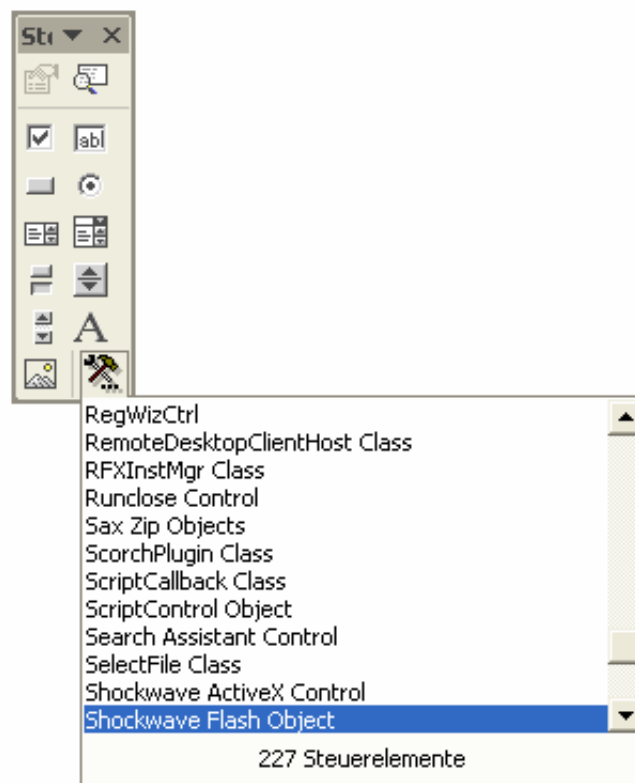 Ste
abl
A
RegWizCtrl
RemoteDesktopClientHost Class
RFXInstMgr Class
Runclose Control
Sax Zip Objects
ScorchPlugin Class
ScriptCallback Class
ScriptControl Object
Search Assistant Control
SelectFile Class
Shockwave ActiveX Control
Shockwave Flash Object
227 Steuerelemente